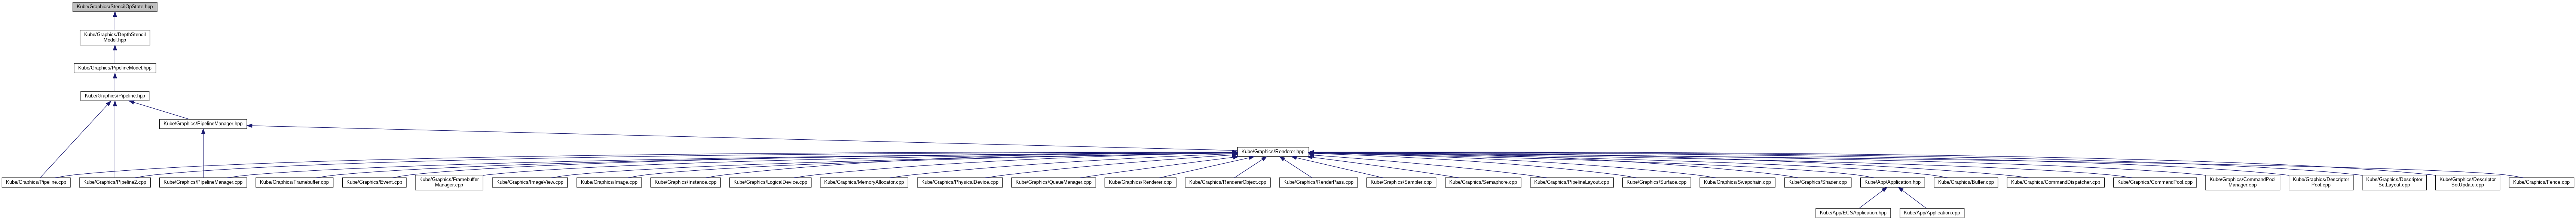 Kube/Graphics/StencilOpState.hpp
Kube/Graphics/DepthStencil
Model.hpp
Kube/Graphics/PipelineModel.hpp
Kube/Graphics/Pipeline.hpp
Kube/Graphics/PipelineManager.hpp
Kube/Graphics/Renderer.hpp
Kube/Graphics/Pipeline.cpp
Kube/Graphics/Pipeline2.cpp
Kube/Graphics/PipelineManager.cpp
Kube/Graphics/Framebuffer.cpp
Kube/Graphics/Event.cpp
Kube/Graphics/Framebuffer
Manager.cpp
Kube/Graphics/ImageView.cpp
Kube/Graphics/Image.cpp
Kube/Graphics/Instance.cpp
Kube/Graphics/LogicalDevice.cpp
Kube/Graphics/MemoryAllocator.cpp
Kube/Graphics/PhysicalDevice.cpp
Kube/Graphics/QueueManager.cpp
Kube/Graphics/Renderer.cpp
Kube/Graphics/RendererObject.cpp
Kube/Graphics/RenderPass.cpp
Kube/Graphics/Sampler.cpp
Kube/Graphics/Semaphore.cpp
Kube/Graphics/PipelineLayout.cpp
Kube/Graphics/Surface.cpp
Kube/Graphics/Swapchain.cpp
Kube/Graphics/Shader.cpp
Kube/App/Application.hpp
Kube/Graphics/Buffer.cpp
Kube/Graphics/CommandDispatcher.cpp
Kube/Graphics/CommandPool.cpp
Kube/Graphics/CommandPool
Manager.cpp
Kube/Graphics/Descriptor
Pool.cpp
Kube/Graphics/Descriptor
SetLayout.cpp
Kube/Graphics/Descriptor
SetUpdate.cpp
Kube/Graphics/Fence.cpp
Kube/App/ECSApplication.hpp
Kube/App/Application.cpp